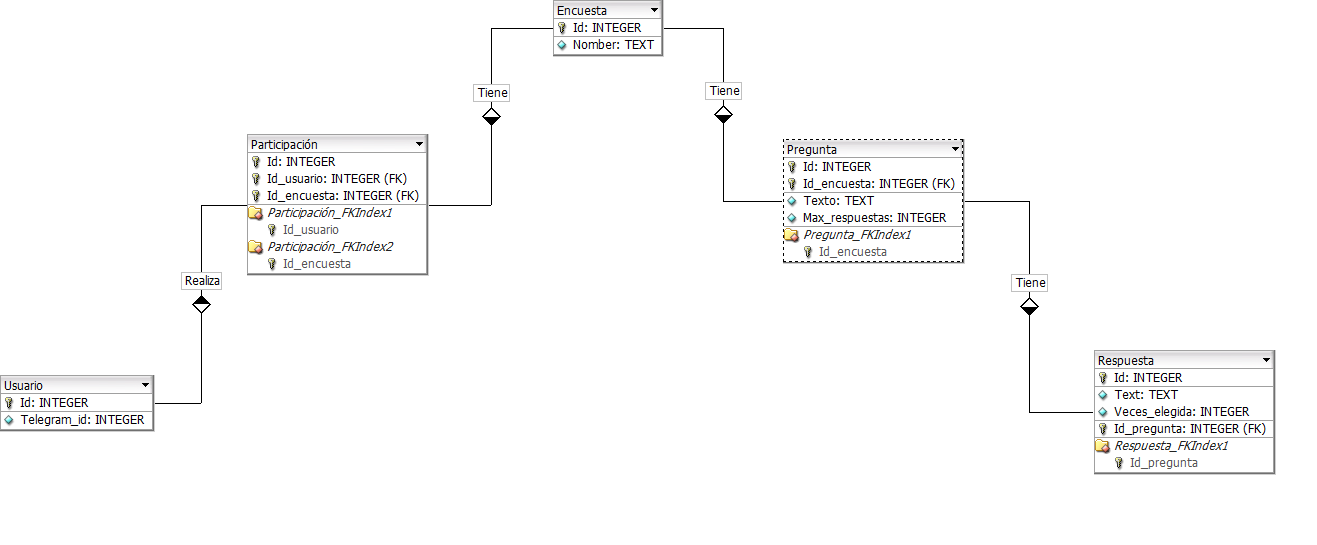 Encuesta
Id: INTEGER
Nomber: TEXT
Tiene
Tiene
Participación
Id: INTEGER
Id_usuario: INTEGER (FK)
Id_encuesta: INTEGER (FK)
Participación_FKIndex1
Id_usuario
Participación_FKIndex2
Id_encuesta
Pregunta
Id: INTEGER
Id_encuesta: INTEGER (FK)
Texto: TEXT
Max_respuestas: INTEGER
Pregunta_FKIndex1
Id_encuesta
Realiza
Tiene
Usuario
Id: INTEGER
Telegram_id: INTEGER
Respuesta
Id: INTEGER
Text: TEXT
Veces_elegida: INTEGER
Id_pregunta: INTEGER (FK)
Respuesta_FKIndex1
Id_pregunta